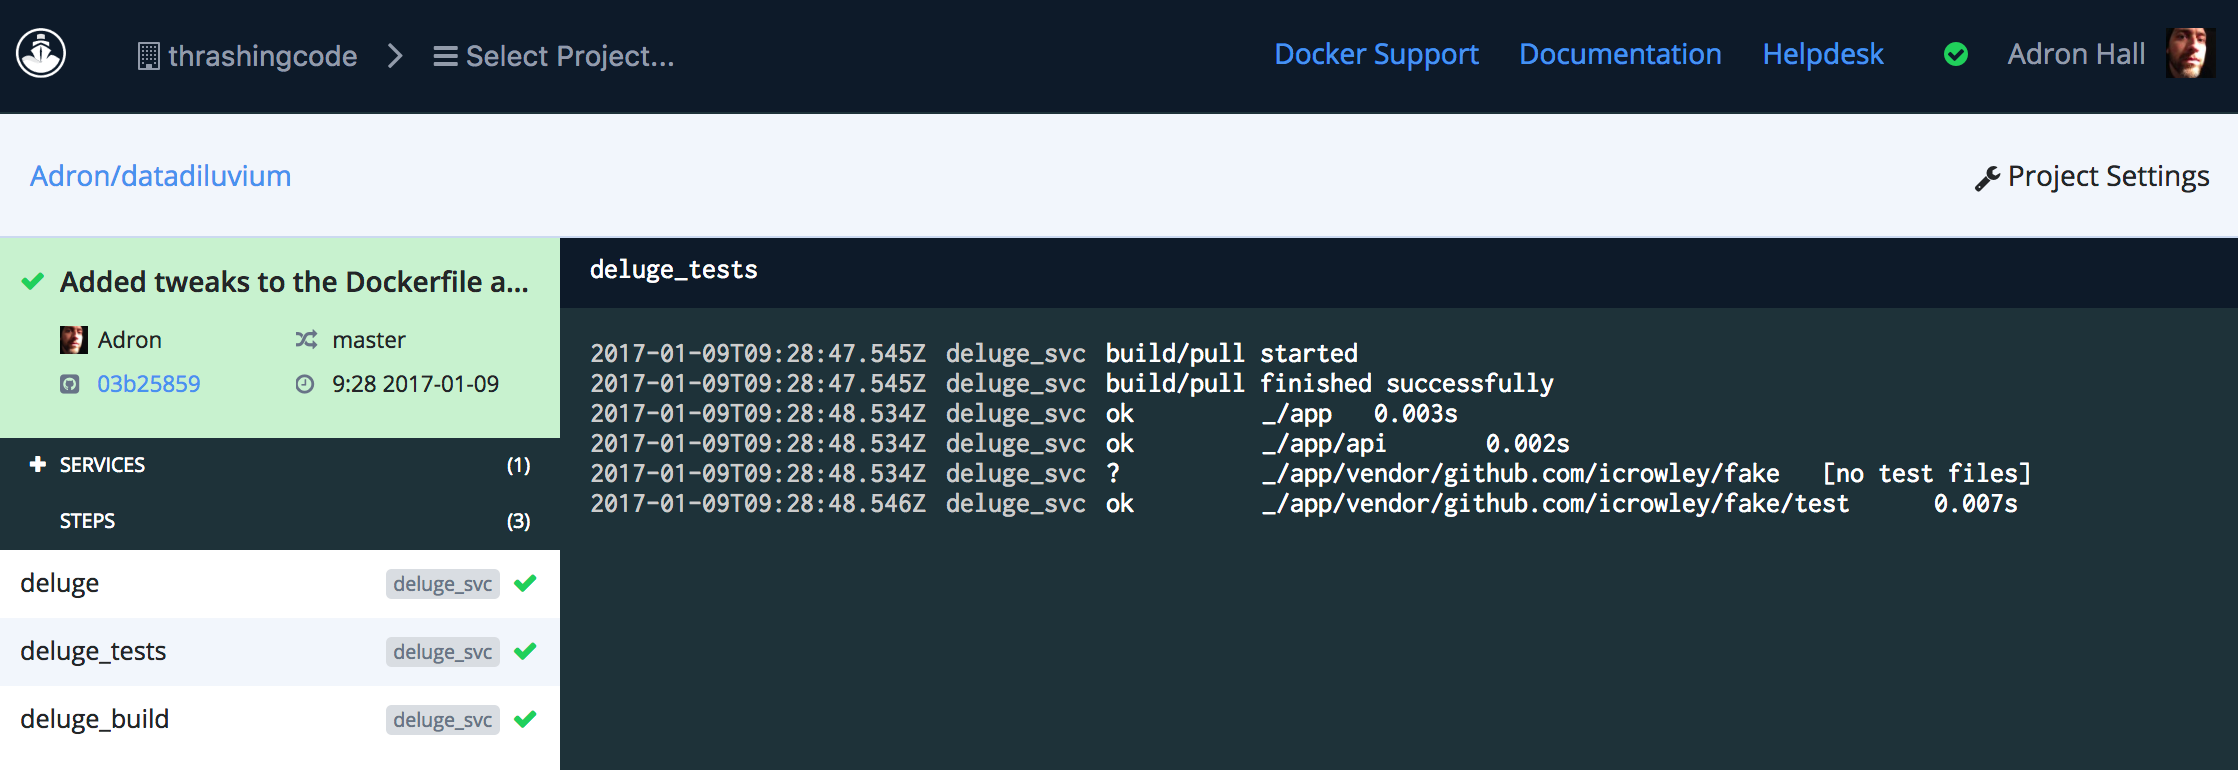 thrashingcode > Select Project... Docker Support Documentation Helpdesk Adron Hall
Adron/datadiluvium Project Settings
Added tweaks to the Dockerfile a...
Adron master
03b25859 9:28 2017-01-09
SERVICES (1)
STEPS (3)
deluge deluge_svc
deluge_tests deluge_svc
deluge_build deluge_svc
deluge_tests
2017-01-09T09:28:47.545Z deluge_svc build/pull started
2017-01-09T09:28:47.545Z deluge_svc build/pull finished successfully
2017-01-09T09:28:48.534Z deluge_svc ok _/app 0.003s
2017-01-09T09:28:48.534Z deluge_svc ok _/app/api 0.002s
2017-01-09T09:28:48.534Z deluge_svc ? _/app/vendor/github.com/icrowley/fake [no test files]
2017-01-09T09:28:48.546Z deluge_svc ok _/app/vendor/github.com/icrowley/fake/test 0.007s